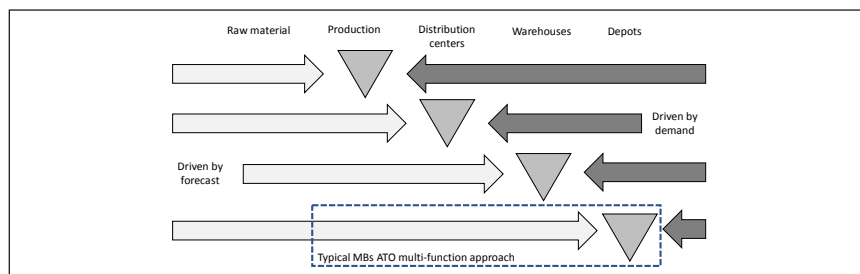 Raw material
Production
Distribution
centers
Warehouses
Depots
Driven by
demand
Driven by
forecast
Typical MBs ATO multi-function approach